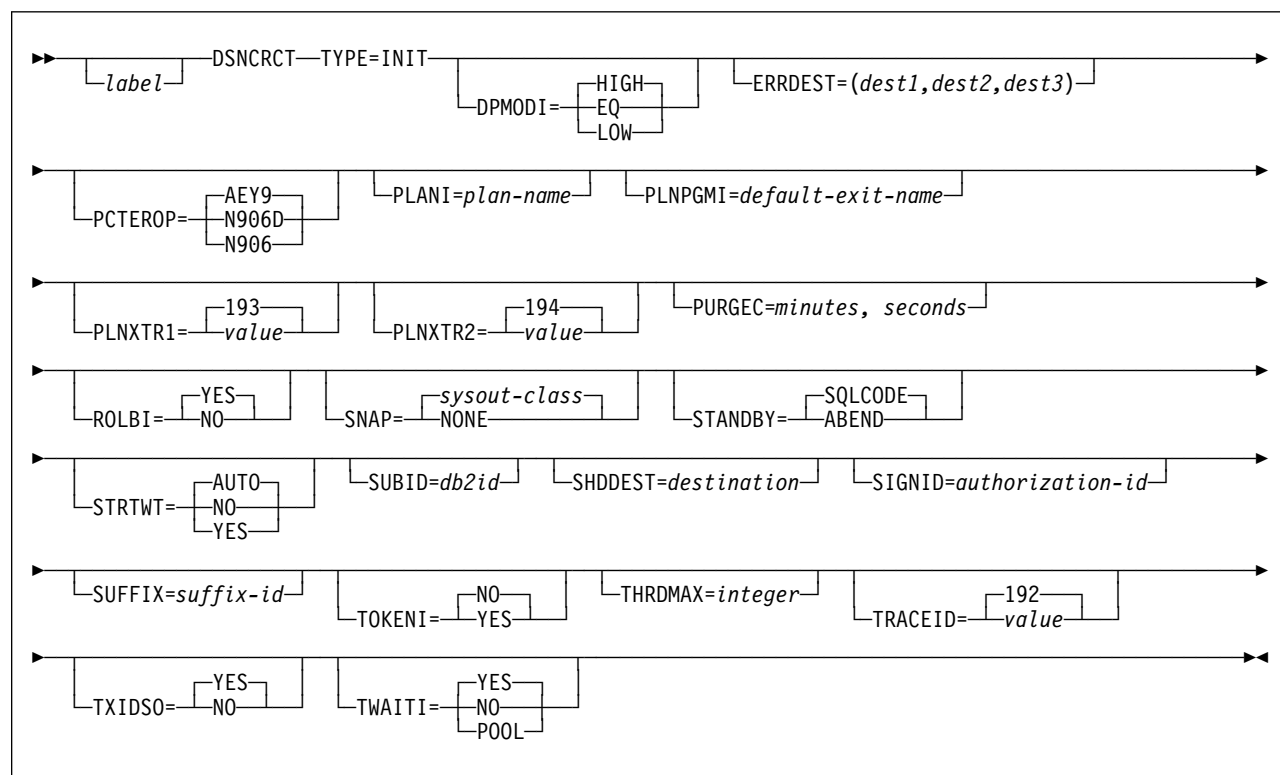 DSNCRCT TYPE=INIT
label HIGH ERRDEST=(dest1,dest2,dest3)
DPMODI= EQ
LOW
AEY9 PLANI=plan-name PLNPGMI=default-exit-name
PCTEROP= N906D
N906
193 194 PURGEC=minutes, seconds
PLNXTR1= value PLNXTR2= value
YES sysout-class SQLCODE
ROLBI= NO SNAP= NONE STANDBY= ABEND
AUTO SUBID=db2id SHDDEST=destination SIGNID=authorization-id
STRTWT= NO
YES
SUFFIX=suffix-id NO THRDMAX=integer 192
TOKENI= YES TRACEID= value
YES YES
TXIDSO= NO TWAITI= NO
POOL